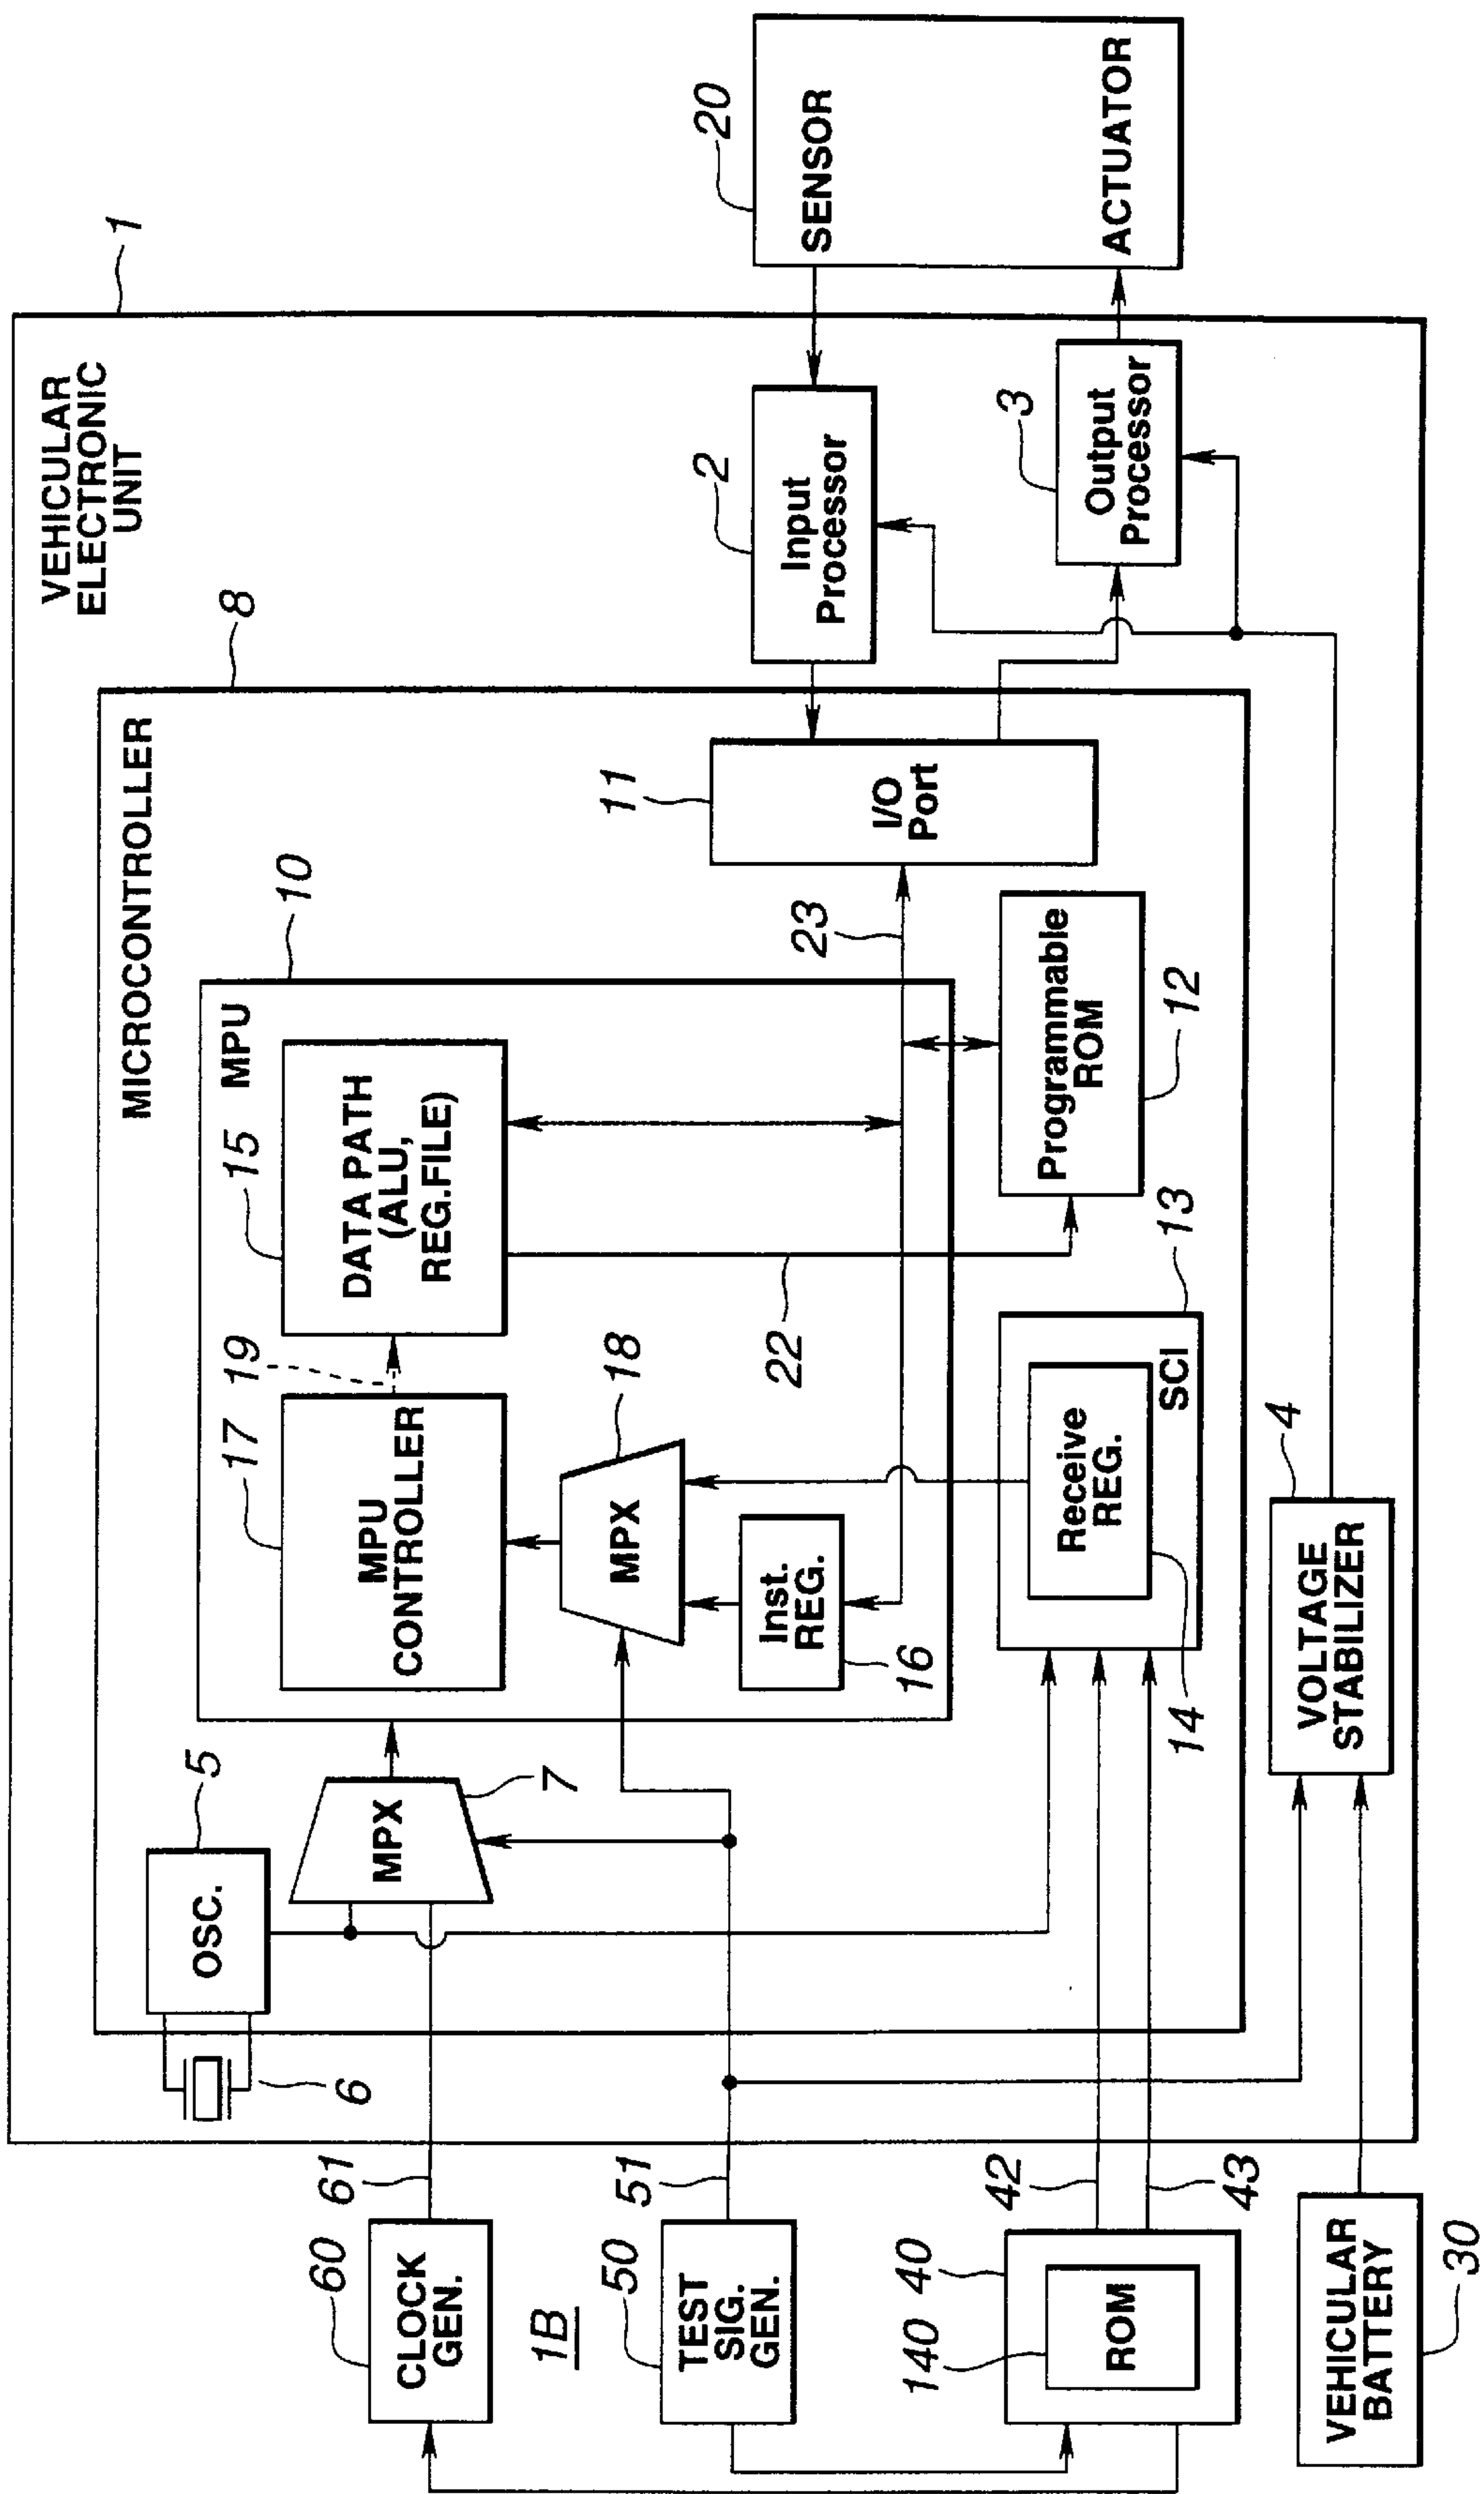 VEHICULAR
ELECTRONIC
UNIT
1
MICROCONTROLLER
8
OSC.
5
6
MPX
7
MPU
10
MPU
CONTROLLER
17
19
DATA PATH
(ALU,
REG.FILE)
15
MPX
18
Inst.
REG.
16
22
23
I/O
Port
11
Programmable
ROM
12
Receive
REG.
SCI
13
14
Input
Processor
2
Output
Processor
3
SENSOR
ACTUATOR
20
VOLTAGE
STABILIZER
4
CLOCK
GEN.
60
61
1B
TEST
SIG.
GEN.
50
51
ROM
40
140
42
43
VEHICULAR
BATTERY
30